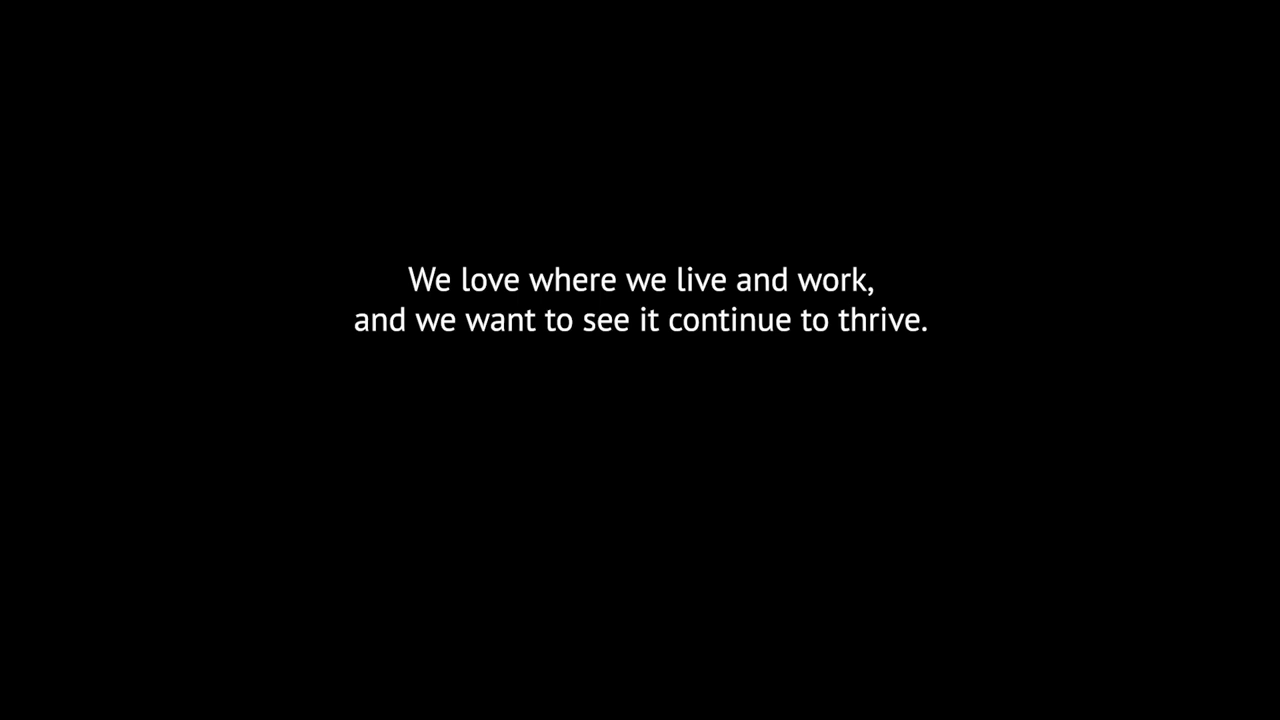 We love where we live and work,
and we want to see it continue to thrive.